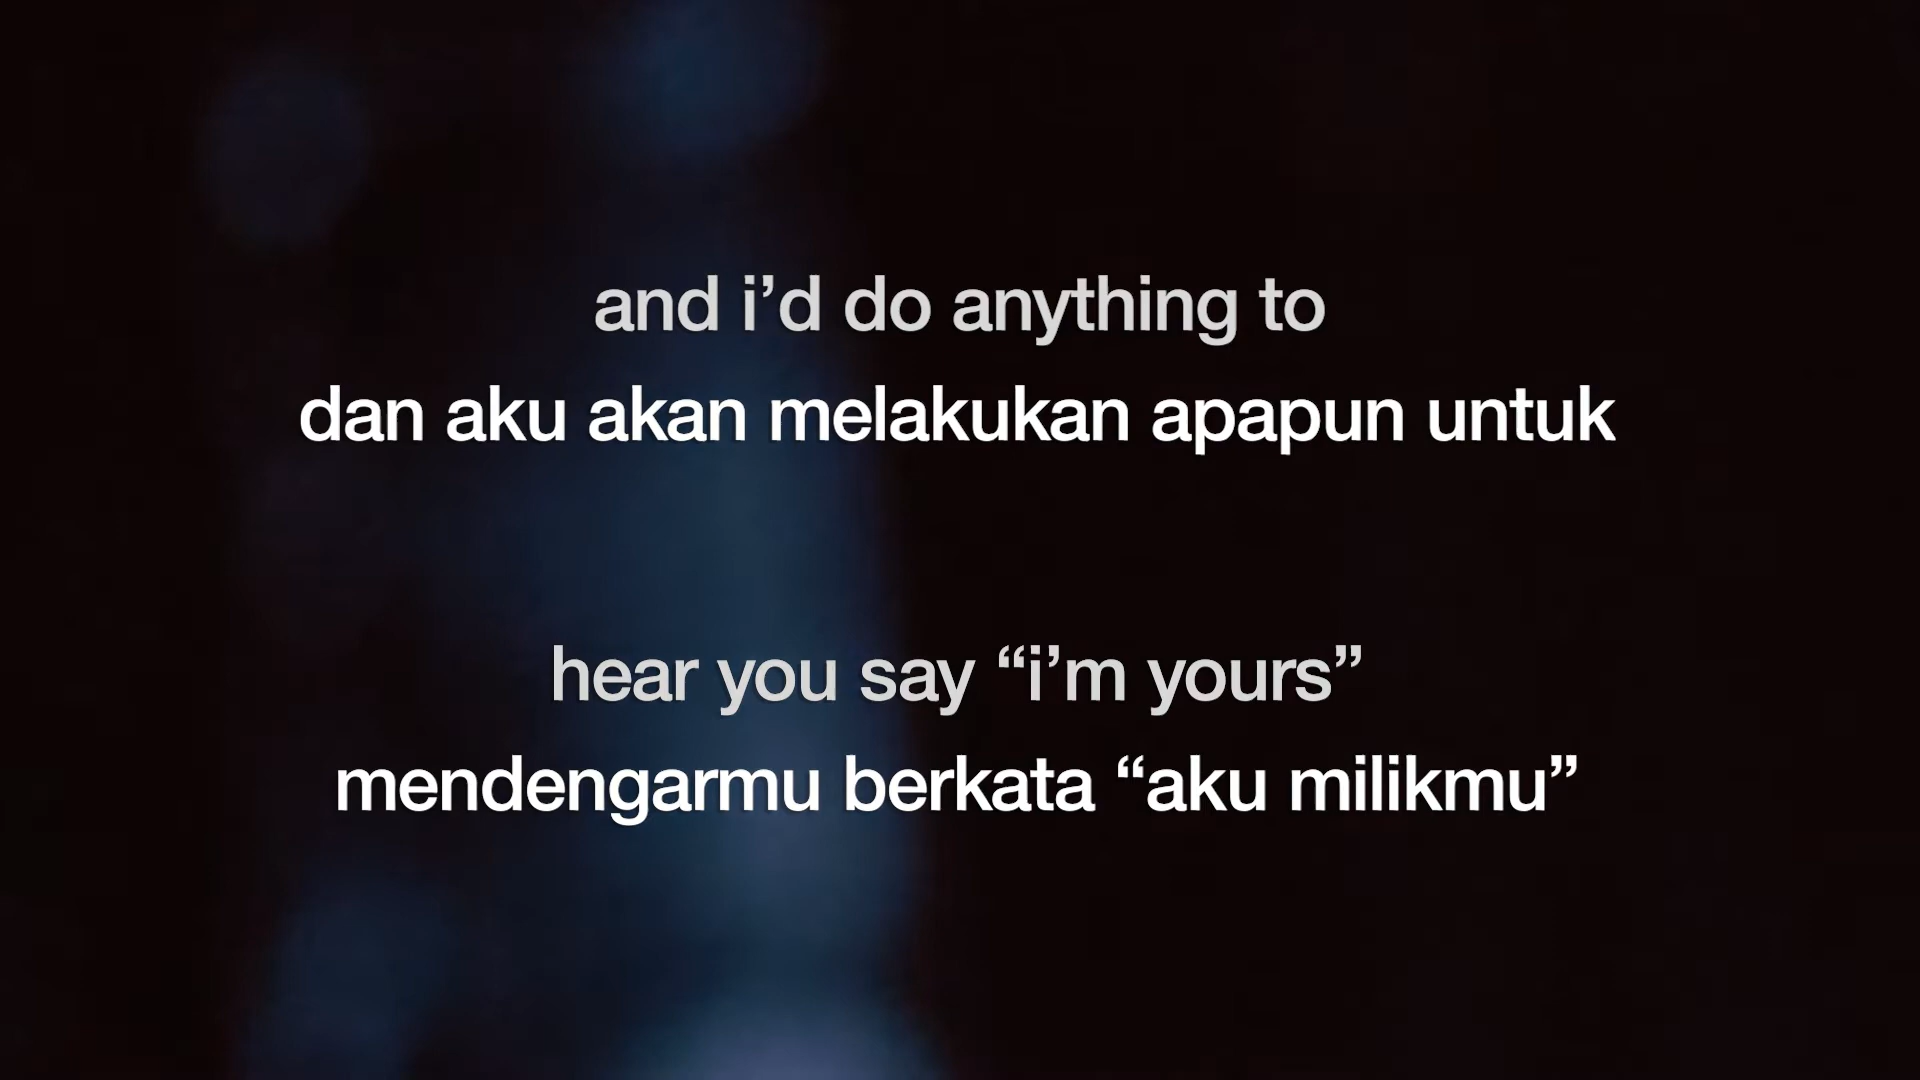 and i’d do anything to
dan aku akan melakukan apapun untuk
hear you say “i’m yours”
mendengarmu berkata “aku milikmu”